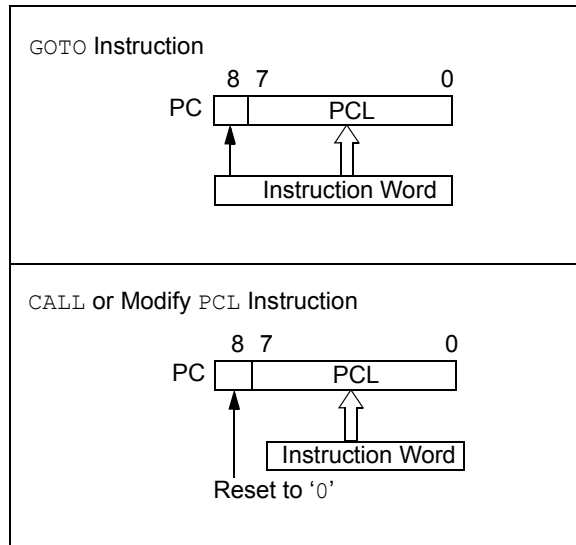 GOTO Instruction
8 7 0
PC PCL
Instruction Word
CALL or Modify PCL Instruction
8 7 0
PC PCL
Instruction Word
Reset to ‘0’